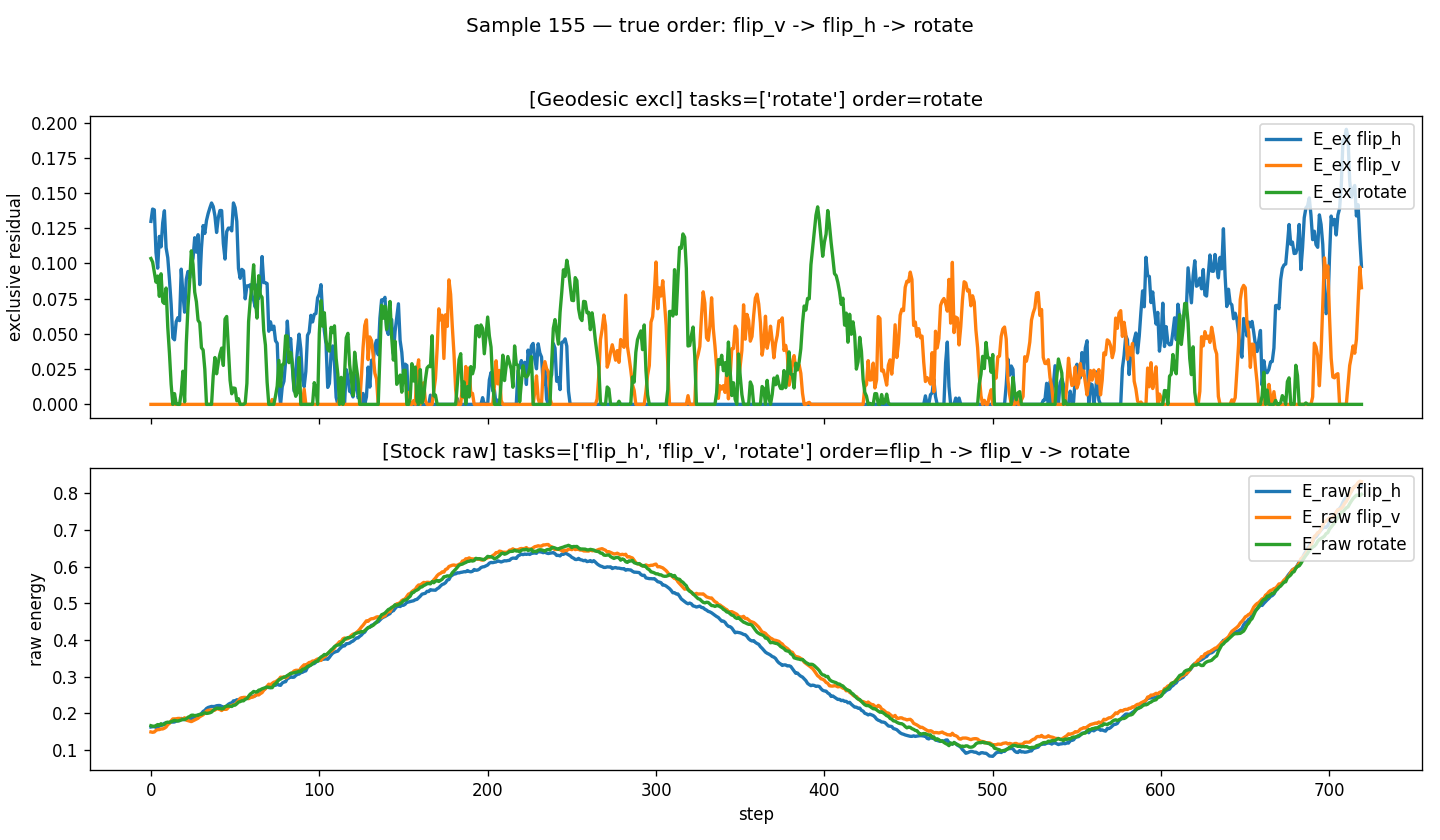 Sample 155 — true order: flip_v -> flip_h -> rotate
[Geodesic excl] tasks=['rotate'] order=rotate
exclusive residual
0.200
0.175
0.150
0.125
0.100
0.075
0.050
0.025
0.000
E_ex flip_h
E_ex flip_v
E_ex rotate
[Stock raw] tasks=['flip_h', 'flip_v', 'rotate'] order=flip_h -> flip_v -> rotate
raw energy
0.8
0.7
0.6
0.5
0.4
0.3
0.2
0.1
E_raw flip_h
E_raw flip_v
E_raw rotate
0 100 200 300 400 500 600 700
step